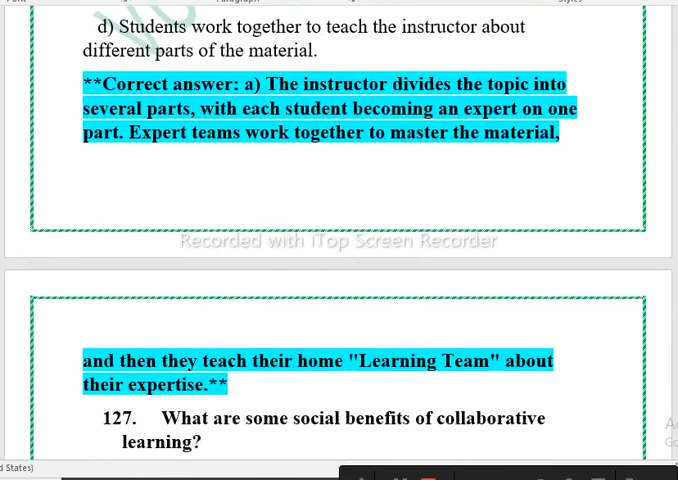 d) Students work together to teach the instructor about
different parts of the material.
**Correct answer: a) The instructor divides the topic into
several parts, with each student becoming an expert on one
part. Expert teams work together to master the material,
Recorded with iTop Screen Recorder
and then they teach their home "Learning Team" about
their expertise.**
127. What are some social benefits of collaborative
learning?
d States)